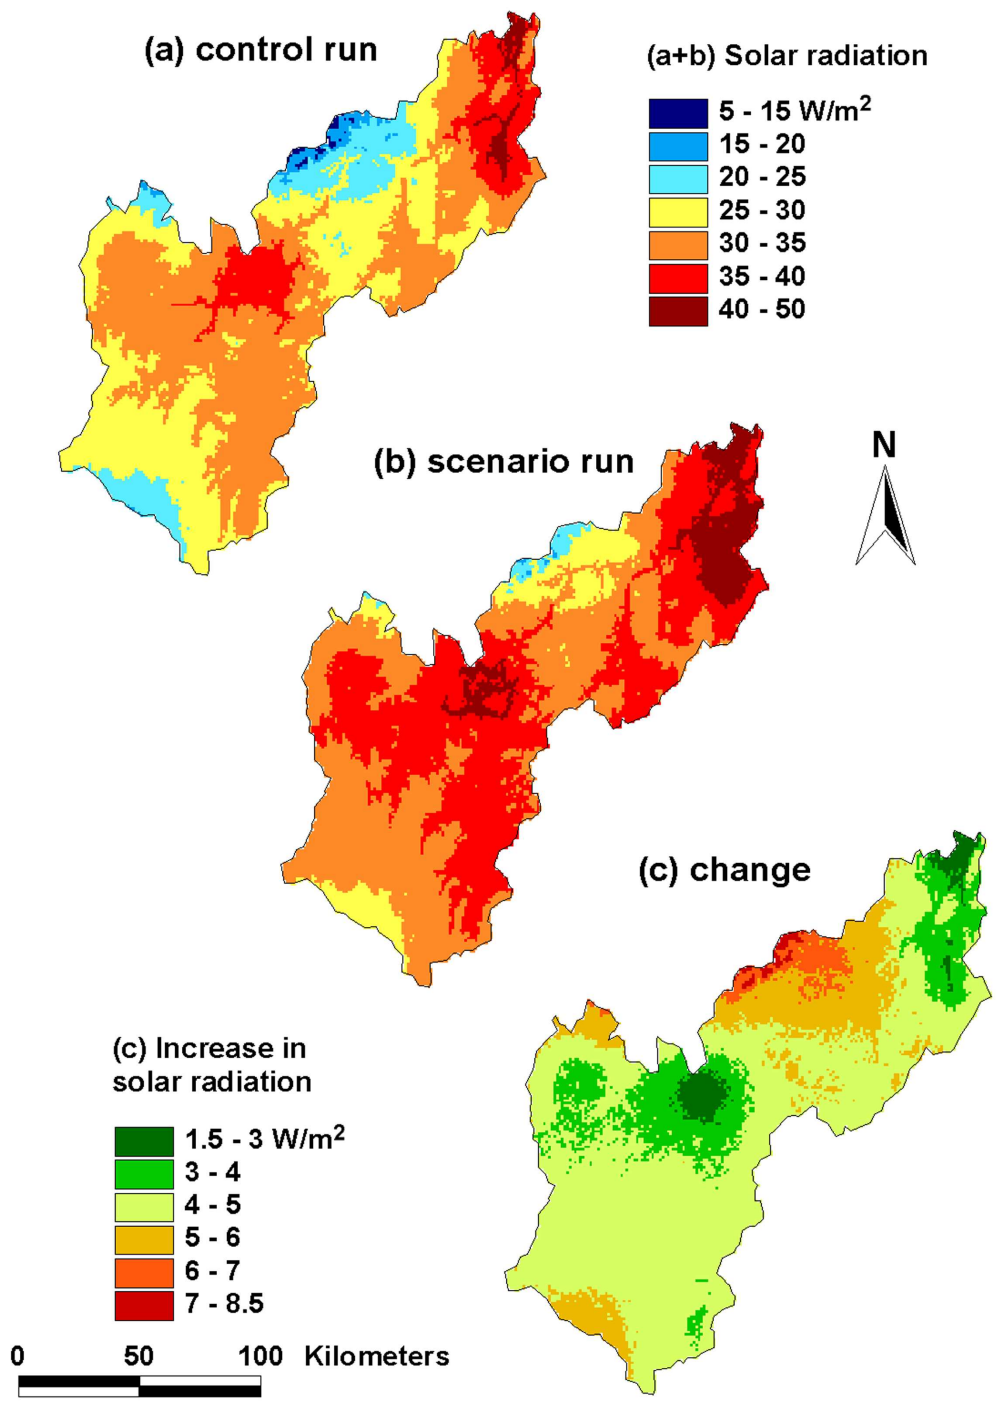 (a) control run
(a+b) Solar radiation
5 - 15 W/m²
15 - 20
20 - 25
25 - 30
30 - 35
35 - 40
40 - 50
(b) scenario run
N
(c) change
(c) Increase in
solar radiation
1.5 - 3 W/m²
3 - 4
4 - 5
5 - 6
6 - 7
7 - 8.5
0 50 100 Kilometers